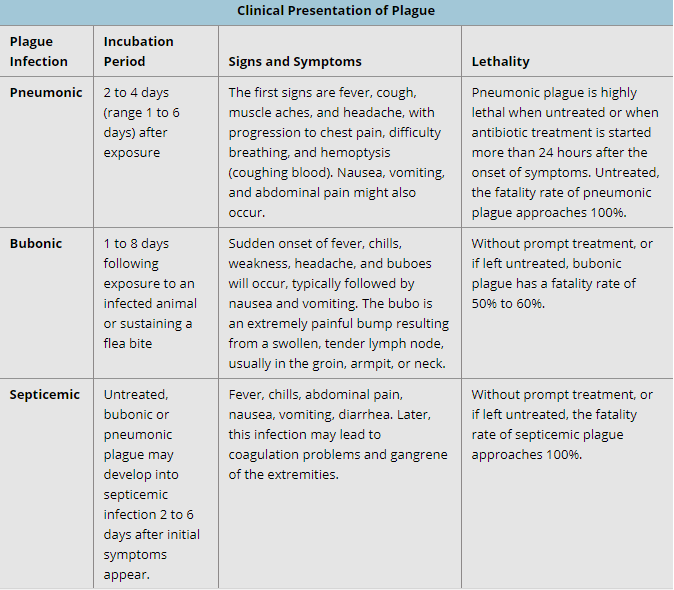 Clinical Presentation of Plague
Plague
Infection
Incubation
Period
Signs and Symptoms
Lethality
Pneumonic
2 to 4 days
(range 1 to 6
days) after
exposure
The first signs are fever, cough,
muscle aches, and headache, with
progression to chest pain, difficulty
breathing, and hemoptysis
(coughing blood). Nausea, vomiting,
and abdominal pain might also
occur.
Pneumonic plague is highly
lethal when untreated or when
antibiotic treatment is started
more than 24 hours after the
onset of symptoms. Untreated,
the fatality rate of pneumonic
plague approaches 100%.
Bubonic
1 to 8 days
following
exposure to an
infected animal
or sustaining a
flea bite
Sudden onset of fever, chills,
weakness, headache, and buboes
will occur, typically followed by
nausea and vomiting. The bubo is
an extremely painful bump resulting
from a swollen, tender lymph node,
usually in the groin, armpit, or neck.
Without prompt treatment, or
if left untreated, bubonic
plague has a fatality rate of
50% to 60%.
Septicemic
Untreated,
bubonic or
pneumonic
plague may
develop into
septicemic
infection 2 to 6
days after initial
symptoms
appear.
Fever, chills, abdominal pain,
nausea, vomiting, diarrhea. Later,
this infection may lead to
coagulation problems and gangrene
of the extremities.
Without prompt treatment, or
if left untreated, the fatality
rate of septicemic plague
approaches 100%.